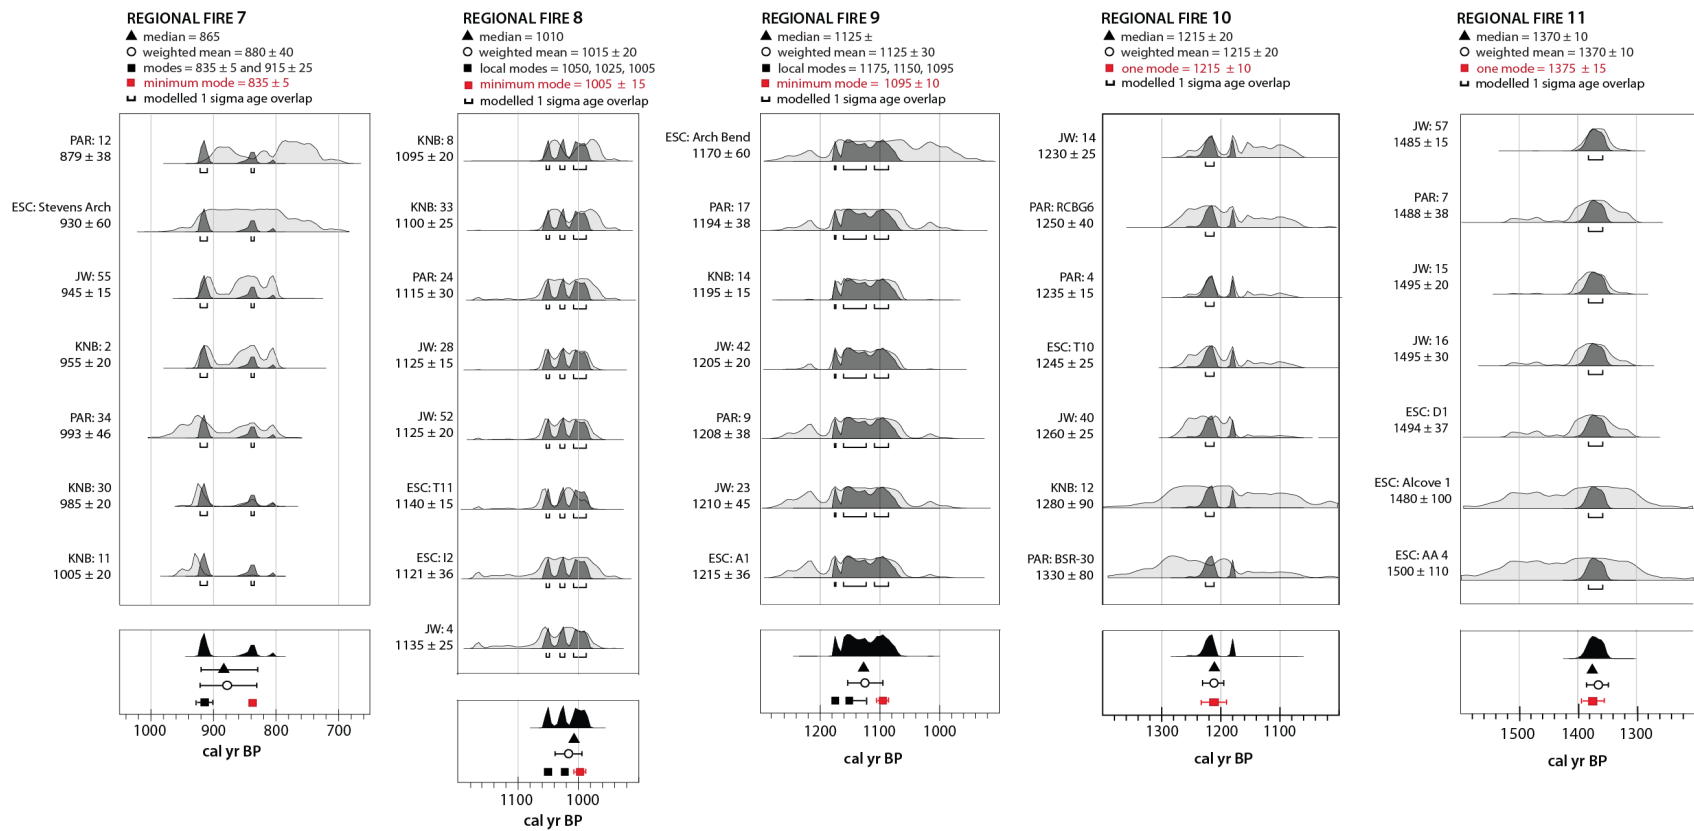 REGIONAL FIRE 7
median = 865
weighted mean = 880 ± 40
modes = 835 ± 5 and 915 ± 25
minimum mode = 835 ± 5
modelled 1 sigma age overlap
PAR: 12
879 ± 38
ESC: Stevens Arch
930 ± 60
JW: 55
945 ± 15
KNB: 2
955 ± 20
PAR: 34
993 ± 46
KNB: 30
985 ± 20
KNB: 11
1005 ± 20
1000 900 800 700
cal yr BP
REGIONAL FIRE 8
median = 1010
weighted mean = 1015 ± 20
local modes = 1050, 1025, 1005
minimum mode = 1005 ± 15
modelled 1 sigma age overlap
KNB: 8
1095 ± 20
KNB: 33
1100 ± 25
PAR: 24
1115 ± 30
JW: 28
1125 ± 15
JW: 52
1125 ± 20
ESC: T11
1140 ± 15
ESC: I2
1121 ± 36
JW: 4
1135 ± 25
1100 1000
cal yr BP
REGIONAL FIRE 9
median = 1125 ±
weighted mean = 1125 ± 30
local modes = 1175, 1150, 1095
minimum mode = 1095 ± 10
modelled 1 sigma age overlap
ESC: Arch Bend
1170 ± 60
PAR: 17
1194 ± 38
KNB: 14
1195 ± 15
JW: 42
1205 ± 20
PAR: 9
1208 ± 38
JW: 23
1210 ± 45
ESC: A1
1215 ± 36
1200 1100 1000
cal yr BP
REGIONAL FIRE 10
median = 1215 ± 20
weighted mean = 1215 ± 20
one mode = 1215 ± 10
modelled 1 sigma age overlap
JW: 14
1230 ± 25
PAR: RCBG6
1250 ± 40
PAR: 4
1235 ± 15
ESC: T10
1245 ± 25
JW: 40
1260 ± 25
KNB: 12
1280 ± 90
PAR: BSR-30
1330 ± 80
1300 1200 1100
cal yr BP
REGIONAL FIRE 11
median = 1370 ± 10
weighted mean = 1370 ± 10
one mode = 1375 ± 15
modelled 1 sigma age overlap
JW: 57
1485 ± 15
PAR: 7
1488 ± 38
JW: 15
1495 ± 20
JW: 16
1495 ± 30
ESC: D1
1494 ± 37
ESC: Alcove 1
1480 ± 100
ESC: AA 4
1500 ± 110
1500 1400 1300
cal yr BP